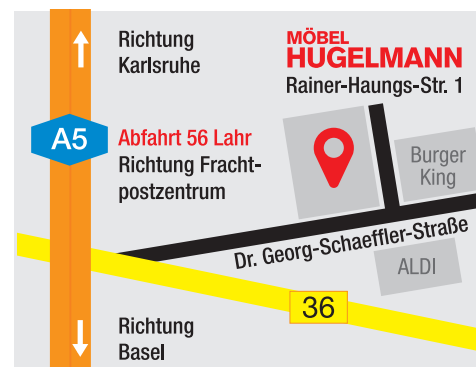 Richtung
Karlsruhe
MÖBEL
HUGELMANN
Rainer-Haungs-Str. 1
A5
Abfahrt 56 Lahr
Richtung Fracht-
postzentrum
Burger
King
Dr. Georg-Schaeffler-Straße
ALDI
36
Richtung
Basel